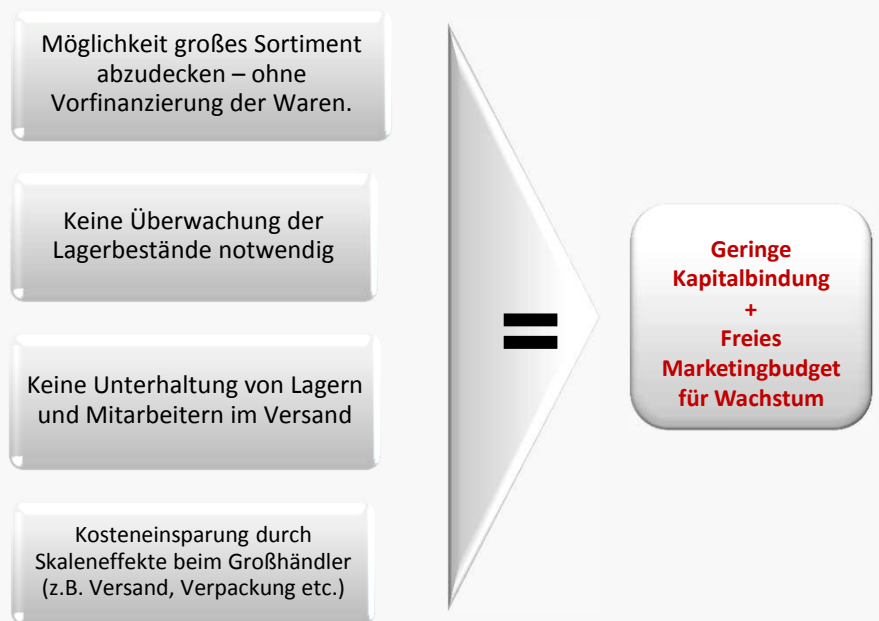 Möglichkeit großes Sortiment
abzudecken – ohne
Vorfinanzierung der Waren.
Keine Überwachung der
Lagerbestände notwendig
Keine Unterhaltung von Lagern
und Mitarbeitern im Versand
Kosteneinsparung durch
Skaleneffekte beim Großhändler
(z.B. Versand, Verpackung etc.)
=
Geringe
Kapitalbindung
+
Freies
Marketingbudget
für Wachstum